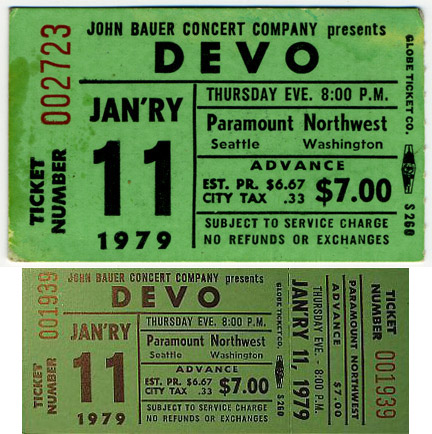 JOHN BAUER CONCERT COMPANY presents
DEVO
TICKET NUMBER 002723
JAN'RY
11
1979
THURSDAY EVE. 8:00 P.M.
Paramount Northwest
Seattle Washington
ADVANCE
EST. PR. $6.67
CITY TAX .33
$7.00
SUBJECT TO SERVICE CHARGE
NO REFUNDS OR EXCHANGES
GLOBE TICKET CO.
S 260
JOHN BAUER CONCERT COMPANY presents
DEVO
TICKET NUMBER 001939
JAN'RY
11
1979
THURSDAY EVE. 8:00 P.M.
Paramount Northwest
Seattle Washington
ADVANCE
EST. PR. $6.67
CITY TAX .33
$7.00
SUBJECT TO SERVICE CHARGE
NO REFUNDS OR EXCHANGES
GLOBE TICKET CO.
S 260
JAN'RY 11, 1979
THURSDAY EVE. - 8:00 P.M.
$7.00
ADVANCE
PARAMOUNT NORTHWEST
TICKET NUMBER 001939